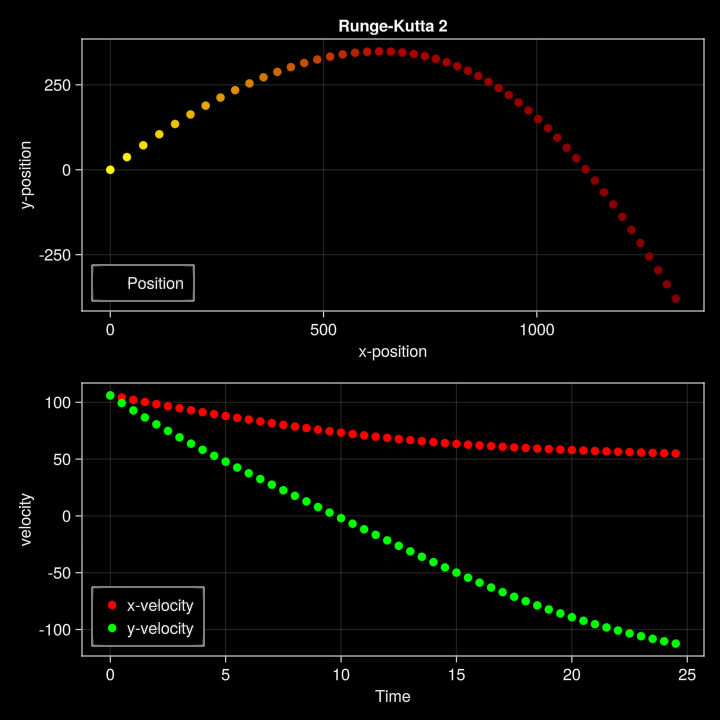 Runge-Kutta 2
y-position
250
0
-250
Position
0 500 1000
x-position
velocity
100
50
0
-50
-100
x-velocity
y-velocity
0 5 10 15 20 25
Time